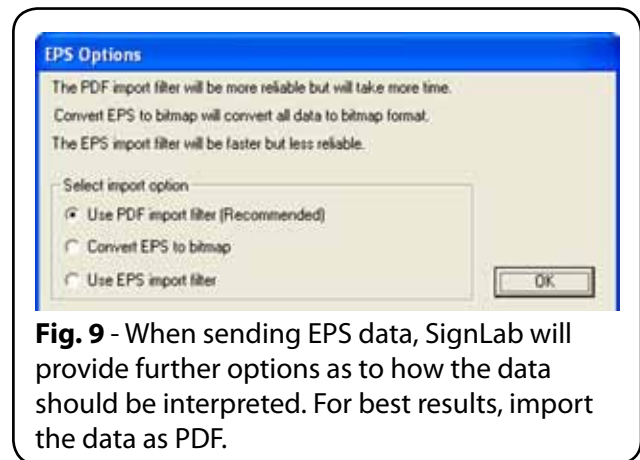 EPS Options
The PDF import filter will be more reliable but will take more time.
Convert EPS to bitmap will convert all data to bitmap format.
The EPS import filter will be faster but less reliable.
Select import option
Use PDF import filter (Recommended)
Convert EPS to bitmap
Use EPS import filter
OK
Fig. 9 - When sending EPS data, SignLab will
provide further options as to how the data
should be interpreted. For best results, import
the data as PDF.